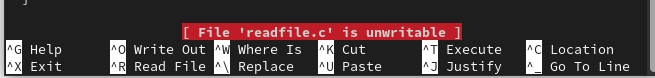 }
[ File 'readfile.c' is unwritable ]
^G Help ^O Write Out ^W Where Is ^K Cut ^T Execute ^C Location
^X Exit ^R Read File ^\ Replace ^U Paste ^J Justify ^_ Go To Line